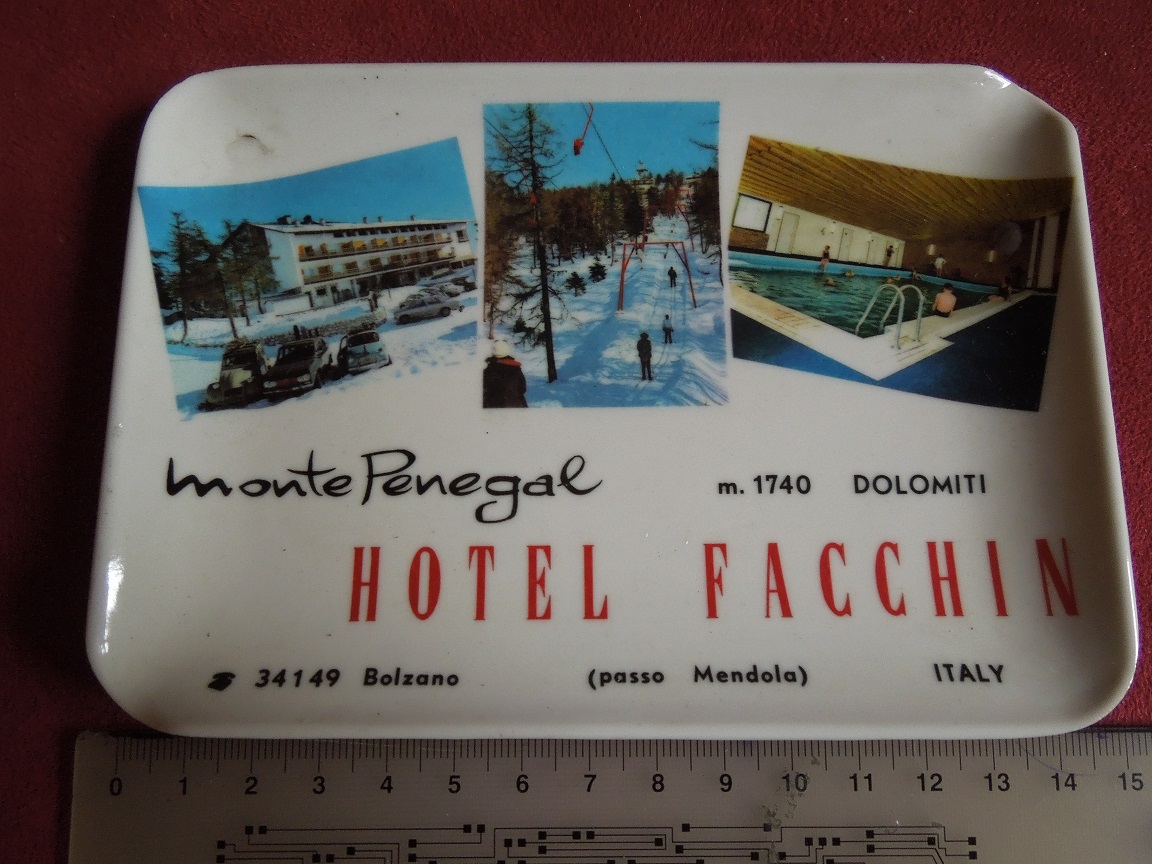 monte Penegal m. 1740 DOLOMITI
HOTEL FACCHIN
☎ 34149 Bolzano (passo Mendola) ITALY
0 1 2 3 4 5 6 7 8 9 10 11 12 13 14 15